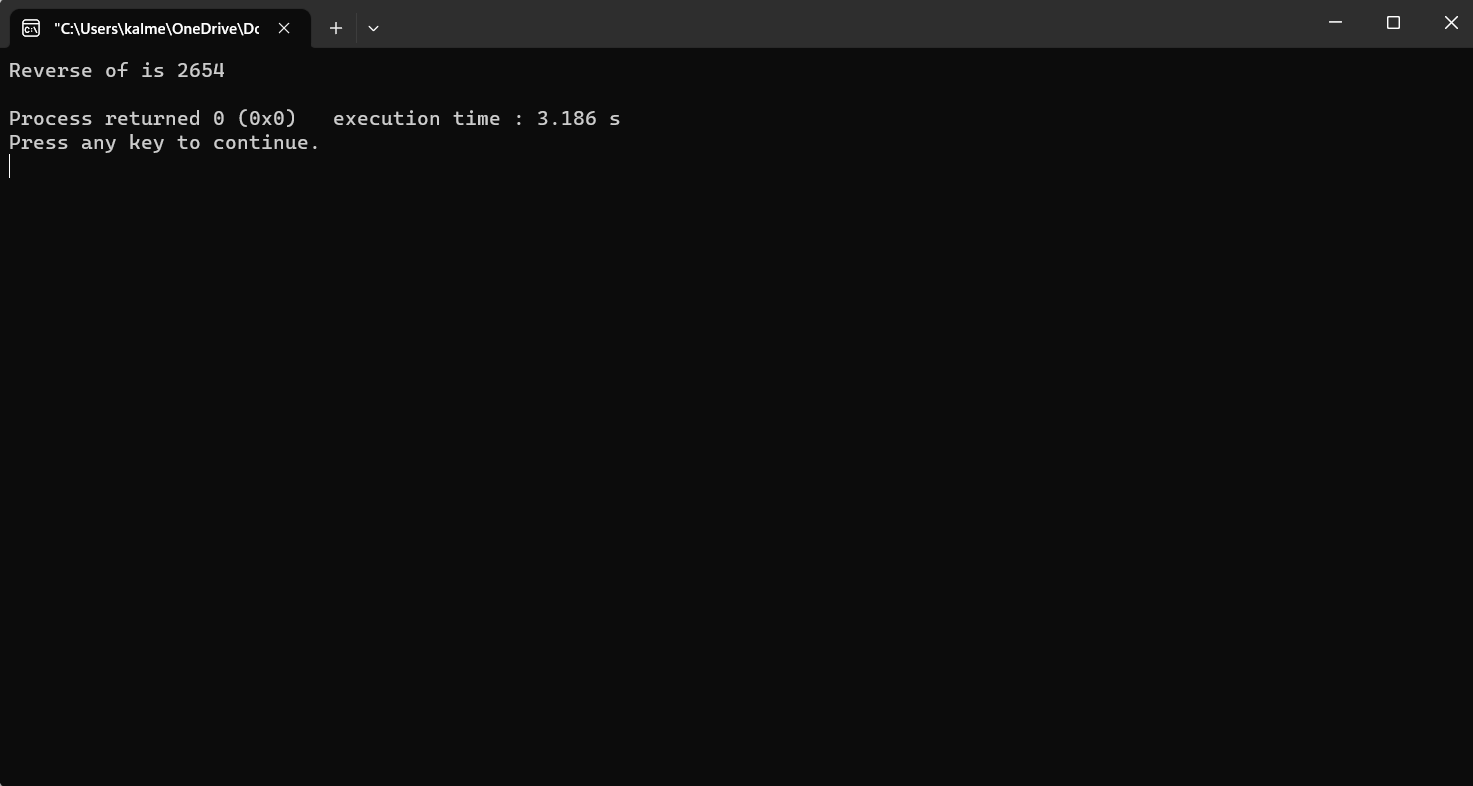 "C:\Users\kalme\OneDrive\Dc
Reverse of is 2654
Process returned 0 (0x0)   execution time : 3.186 s
Press any key to continue.